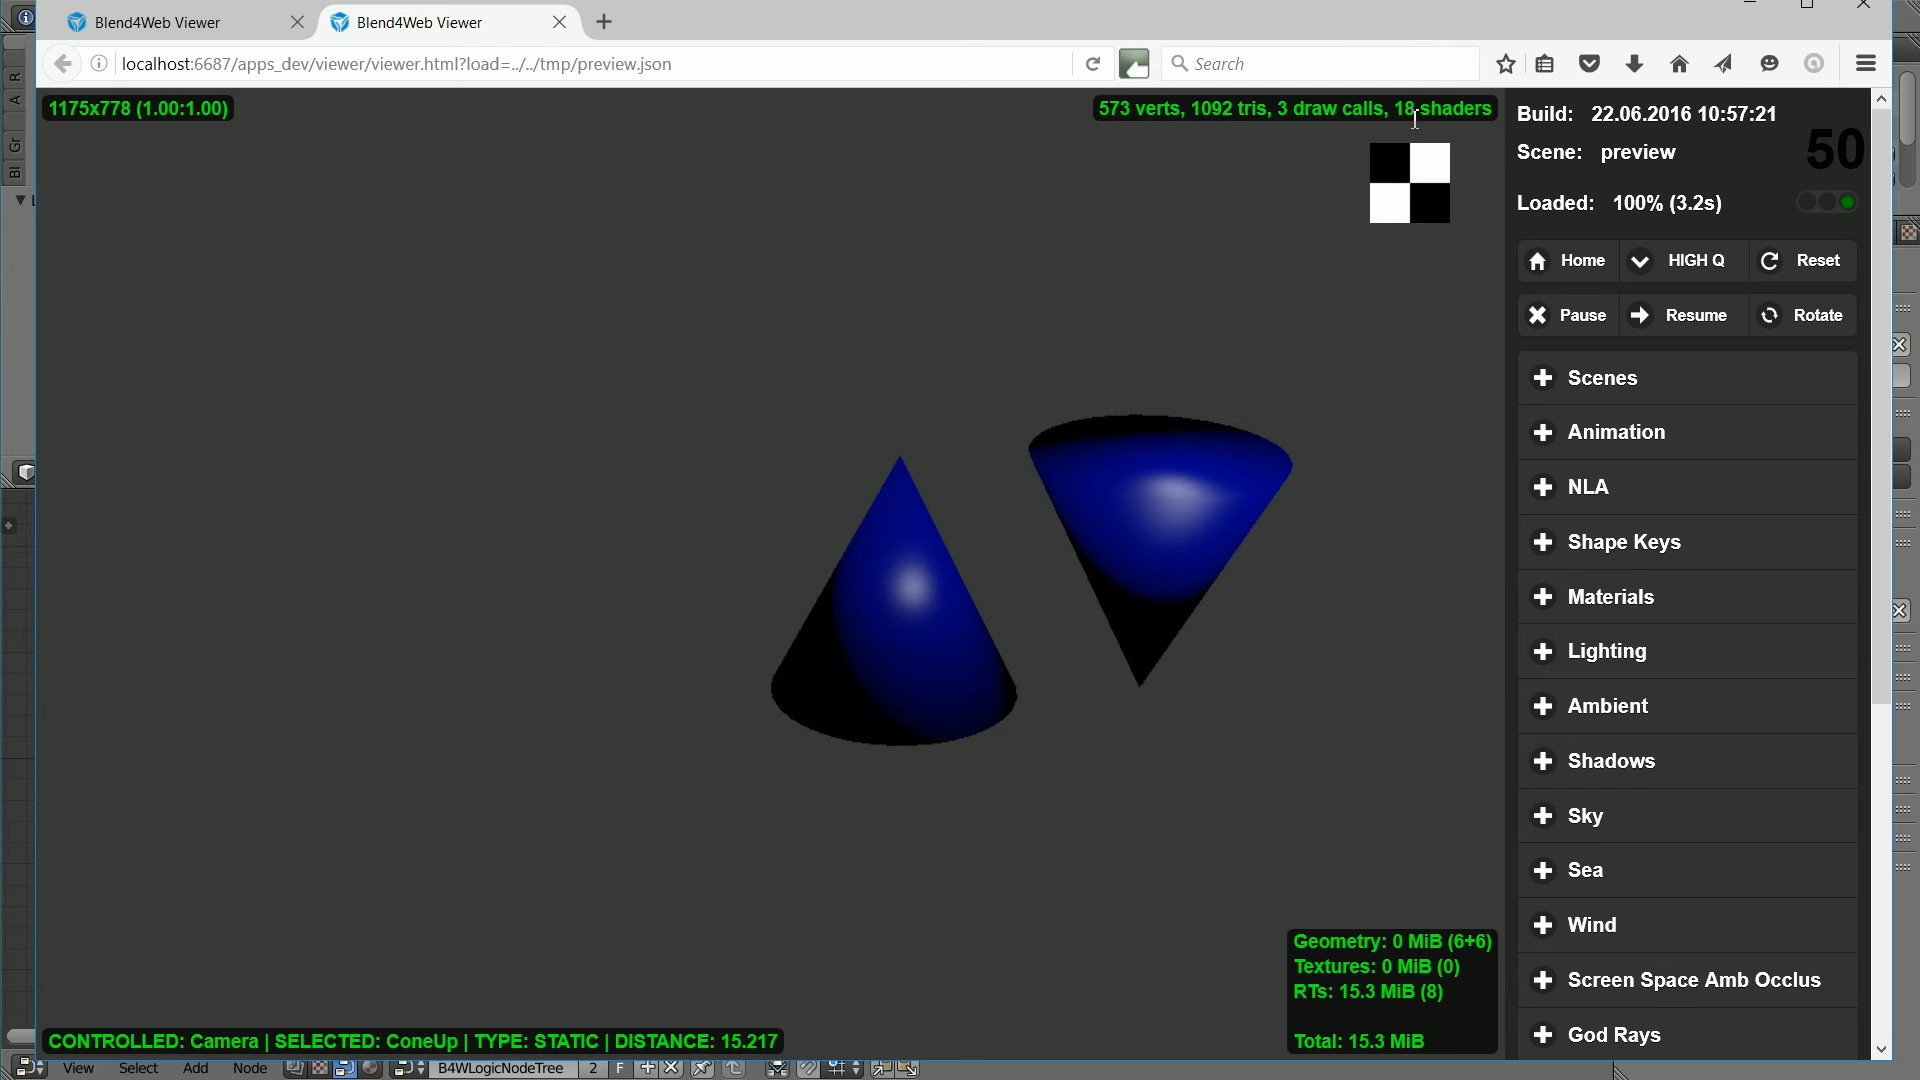 Blend4Web Viewer
Blend4Web Viewer
localhost:6687/apps_dev/viewer/viewer.html?load=../../tmp/preview.json
Search
1175x778 (1.00:1.00)
573 verts, 1092 tris, 3 draw calls, 18 shaders
Build: 22.06.2016 10:57:21
50
Scene: preview
Loaded: 100% (3.2s)
Home
HIGH Q
Reset
Pause
Resume
Rotate
Scenes
Animation
NLA
Shape Keys
Materials
Lighting
Ambient
Shadows
Sky
Sea
Wind
Screen Space Amb Occlus
God Rays
Geometry: 0 MiB (6+6)
Textures: 0 MiB (0)
RTs: 15.3 MiB (8)
Total: 15.3 MiB
CONTROLLED: Camera | SELECTED: ConeUp | TYPE: STATIC | DISTANCE: 15.217
R
A
Gr
Bl
View Select Add Node B4WLogicNodeTree 2 F